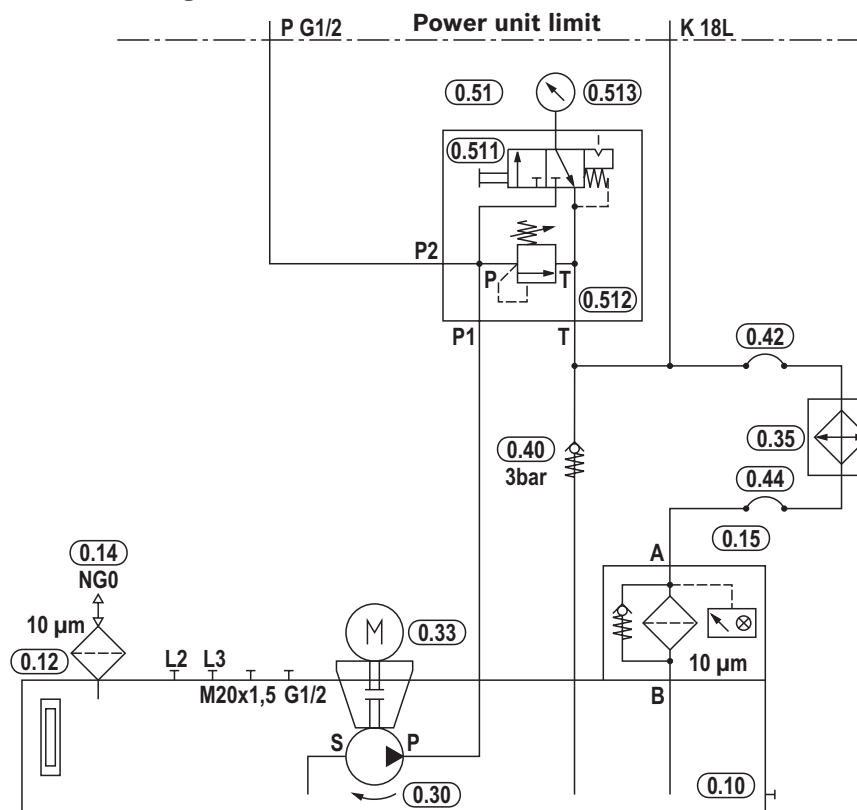 P G1/2 Power unit limit K 18L
0.51 0.513
0.511
P2
P T
0.512
P1 T
0.42
0.40 0.35
3bar
0.44
0.14 A 0.15
NG0
10 µm M 0.33
0.12 L2 L3 10 µm
M20x1,5 G1/2 B
S P
0.30 0.10